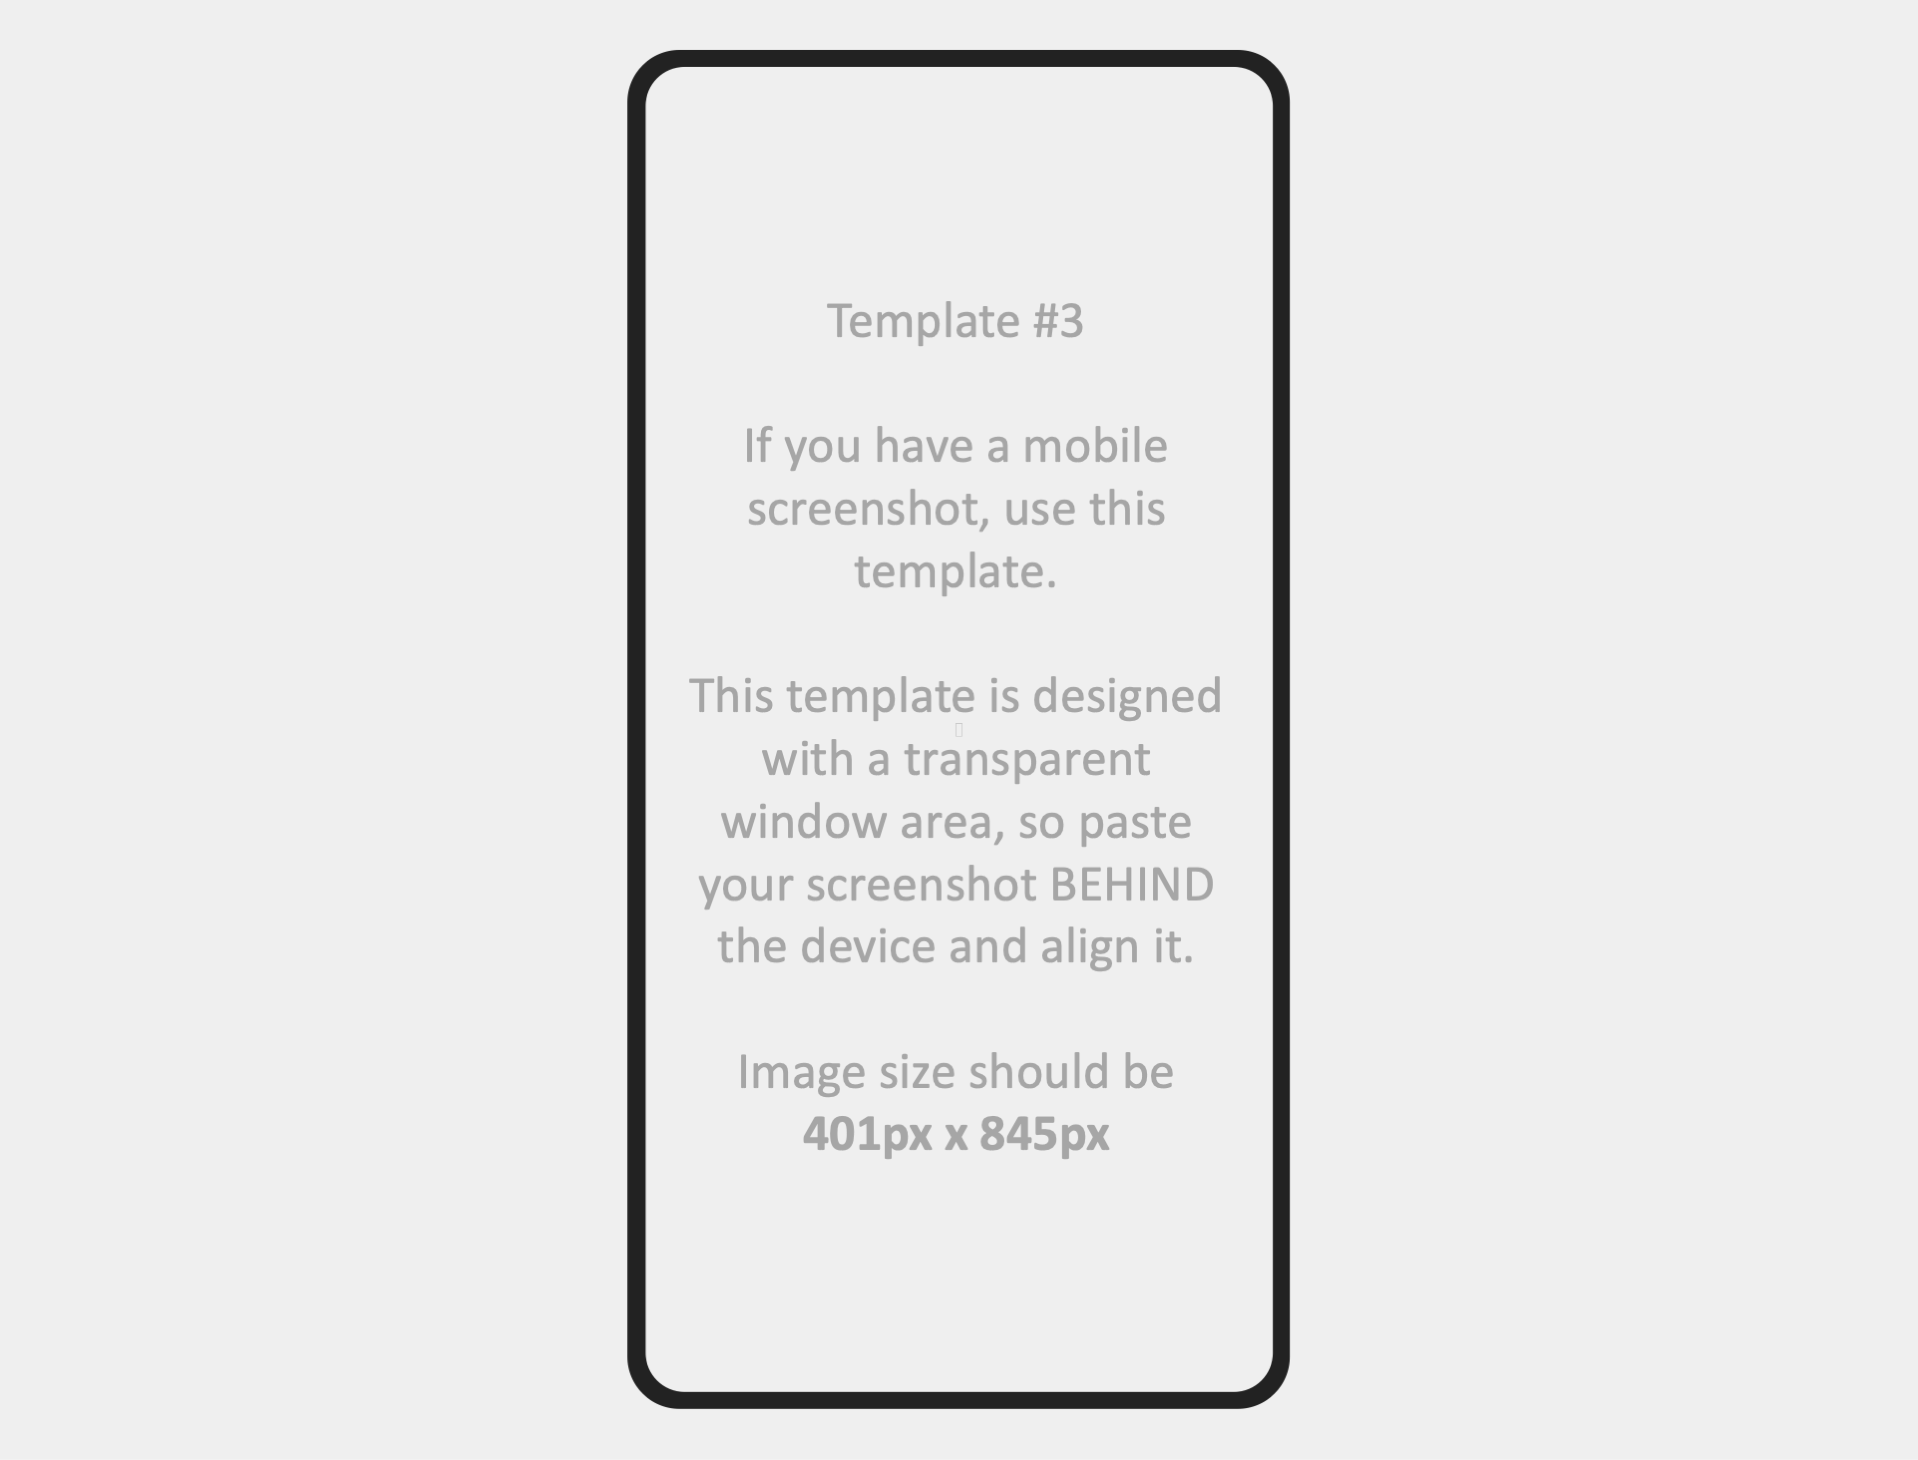 Template #3
If you have a mobile
screenshot, use this
template.
This template is designed
with a transparent
window area, so paste
your screenshot BEHIND
the device and align it.
Image size should be
401px x 845px